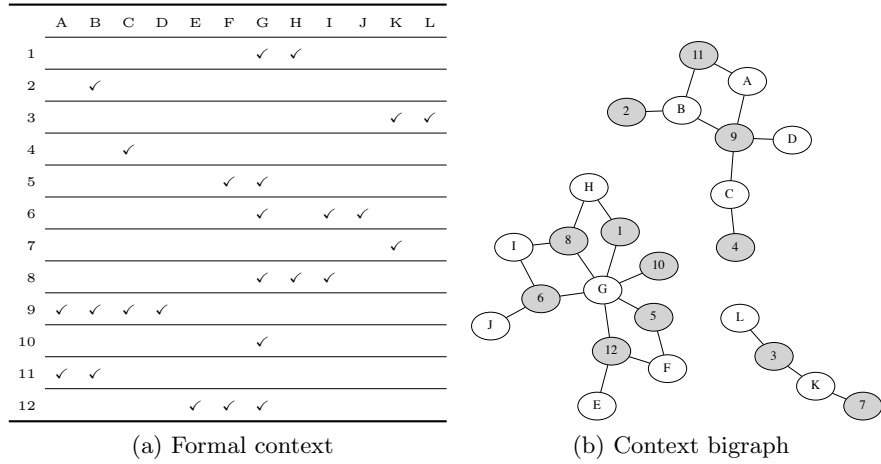 A B C D E F G H I J K L
1 ✓ ✓
2 ✓
3 ✓ ✓
4 ✓
5 ✓ ✓
6 ✓ ✓ ✓
7 ✓
8 ✓ ✓ ✓
9 ✓ ✓ ✓ ✓
10 ✓
11 ✓ ✓
12 ✓ ✓ ✓
(a) Formal context
11
A
2
B
9
D
C
4
H
1
I
8
10
G
6
J
5
12
F
E
L
3
K
7
(b) Context bigraph